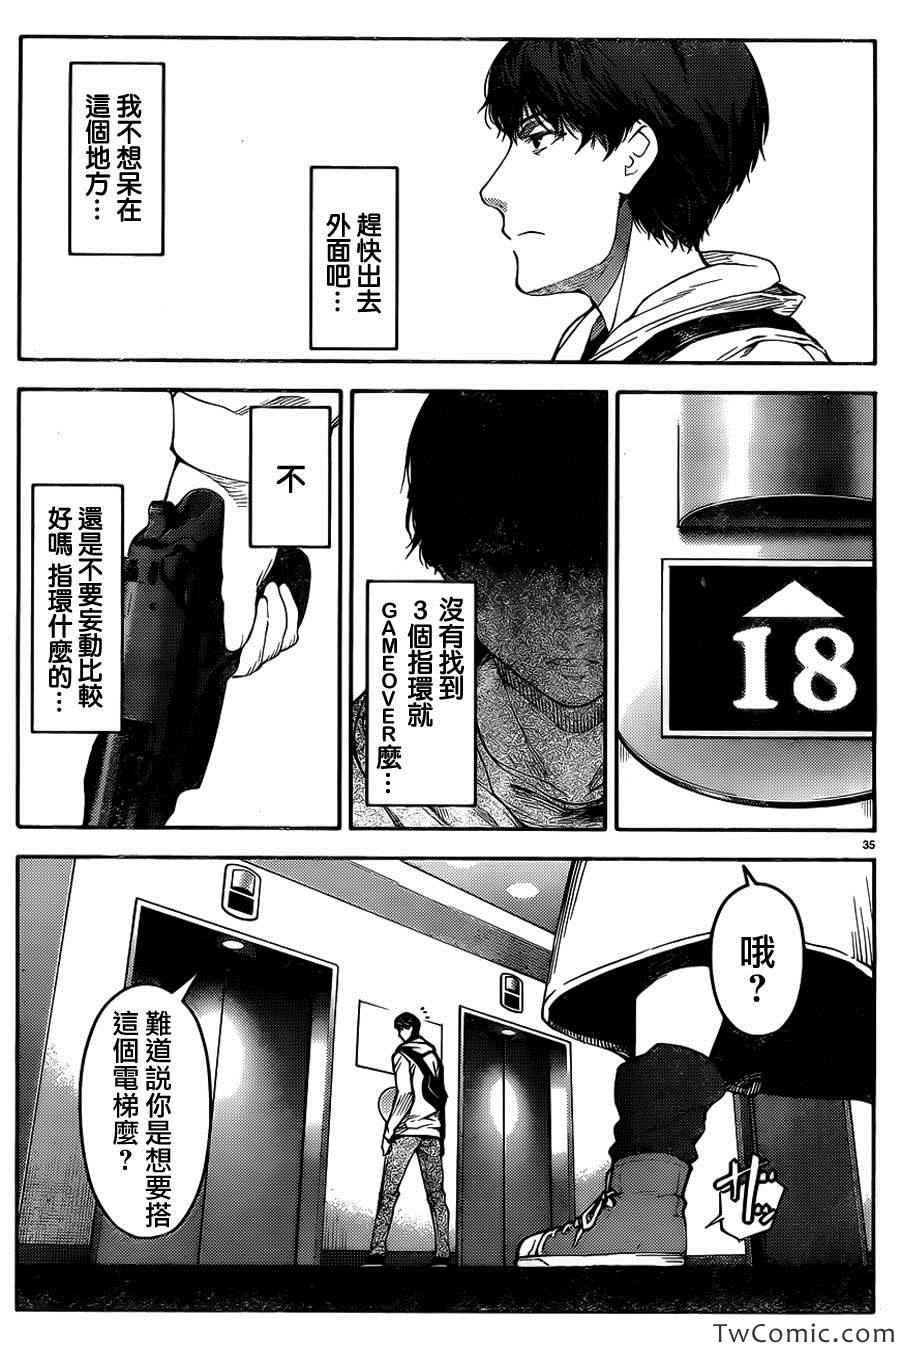 我不想呆在
這個地方…
趕快出去
外面吧…
18
沒有找到
3個指環就
GAMEOVER麼…
不
還是不要妄動比較
好嗎 指環什麼的…
35
哦?
ザッ
難道説你是想要搭
這個電梯麼?
TwComic.com